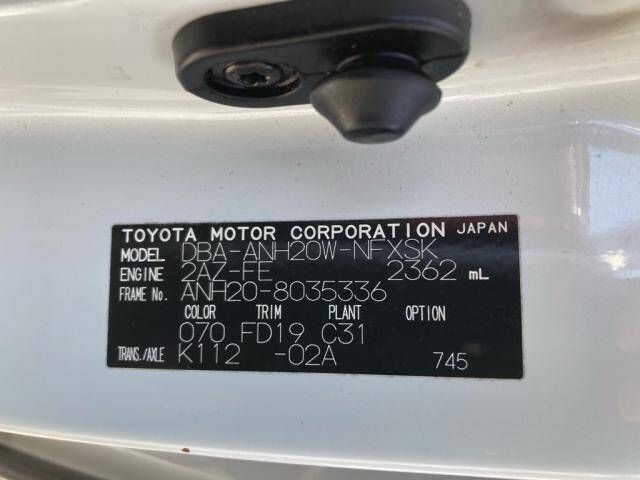 TOYOTA MOTOR CORPORATION JAPAN
MODEL DBA-ANH20W-NFXSK
ENGINE 2AZ-FE 2362 mL
FRAME No. ANH20-8035336
COLOR TRIM PLANT OPTION
070 FD19 C31
TRANS./AXLE K112 -02A 745